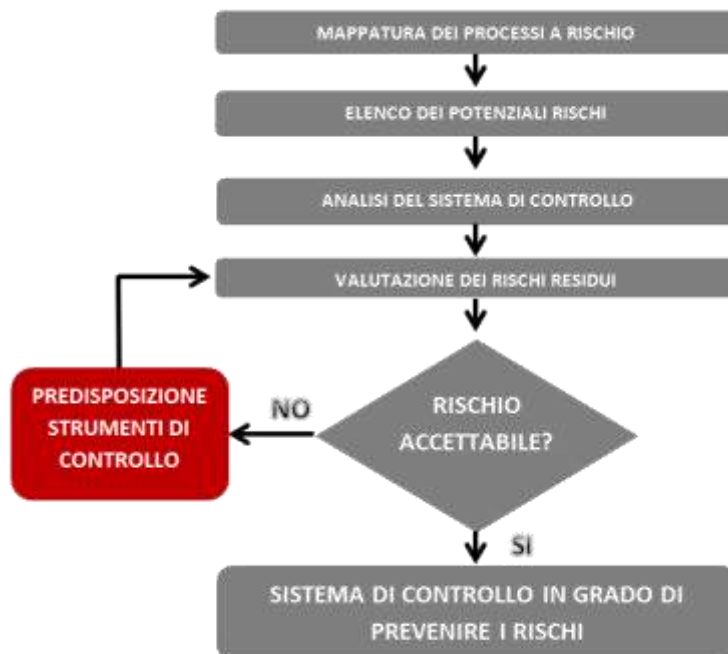 MAPPATURA DEI PROCESSI A RISCHIO
ELENCO DEI POTENZIALI RISCHI
ANALISI DEL SISTEMA DI CONTROLLO
VALUTAZIONE DEI RISCHI RESIDUI
PREDISPOSIZIONE
STRUMENTI DI
CONTROLLO
NO
RISCHIO
ACCETTABILE?
SI
SISTEMA DI CONTROLLO IN GRADO DI
PREVENIRE I RISCHI